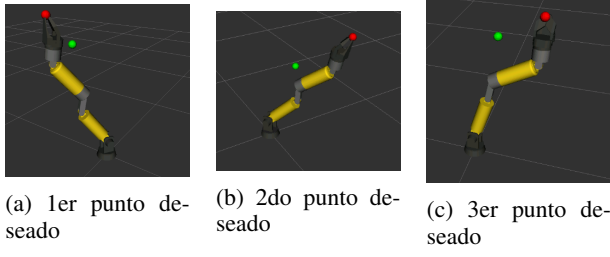 (a) 1er punto de-
seado
(b) 2do punto de-
seado
(c) 3er punto de-
seado